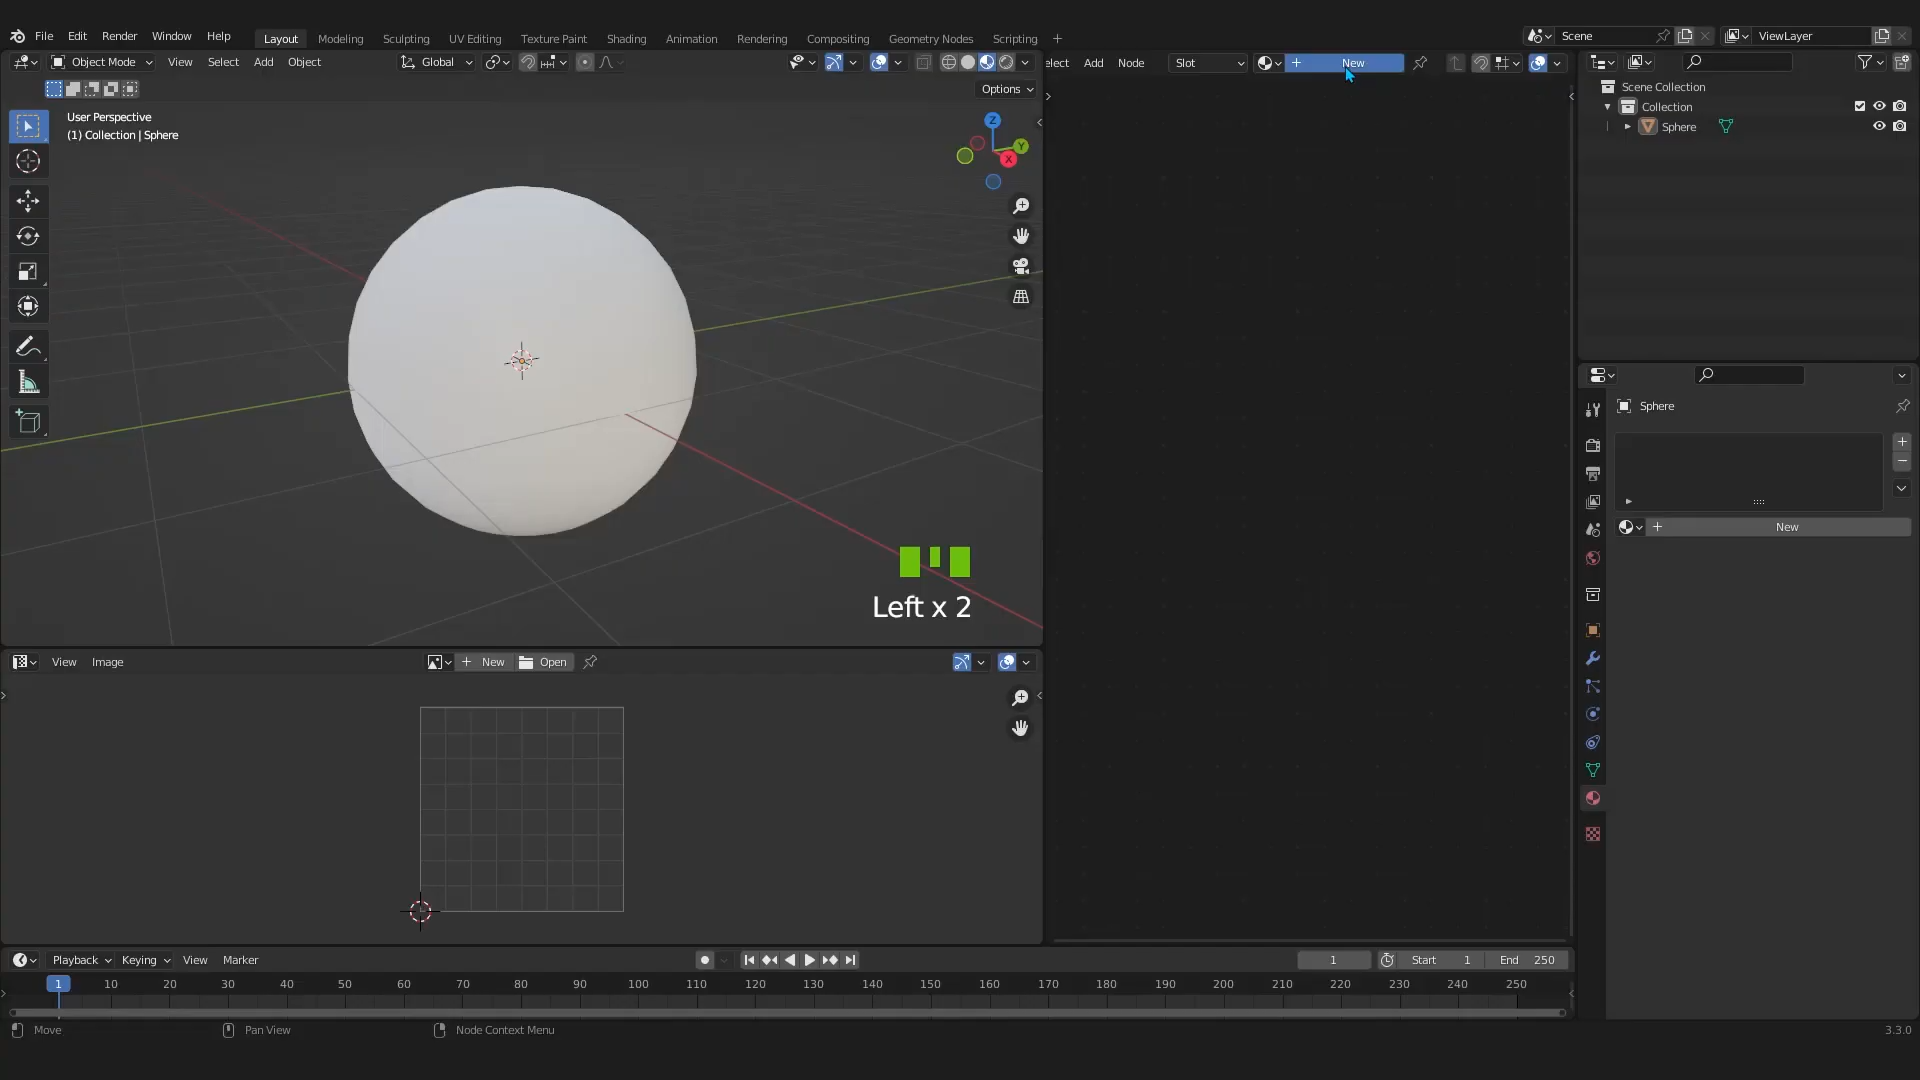 File Edit Render Window Help Layout Modeling Sculpting UV Editing Texture Paint Shading Animation Rendering Compositing Geometry Nodes Scripting + Scene ViewLayer
Object Mode View Select Add Object Global elect Add Node Slot + New
Options
User Perspective
(1) Collection | Sphere
Z
Y
X
Scene Collection
Collection
Sphere
Sphere
+ New
Left x 2
View Image + New Open
Playback Keying View Marker 1 Start 1 End 250
1 10 20 30 40 50 60 70 80 90 100 110 120 130 140 150 160 170 180 190 200 210 220 230 240 250
Move Pan View Node Context Menu 3.3.0